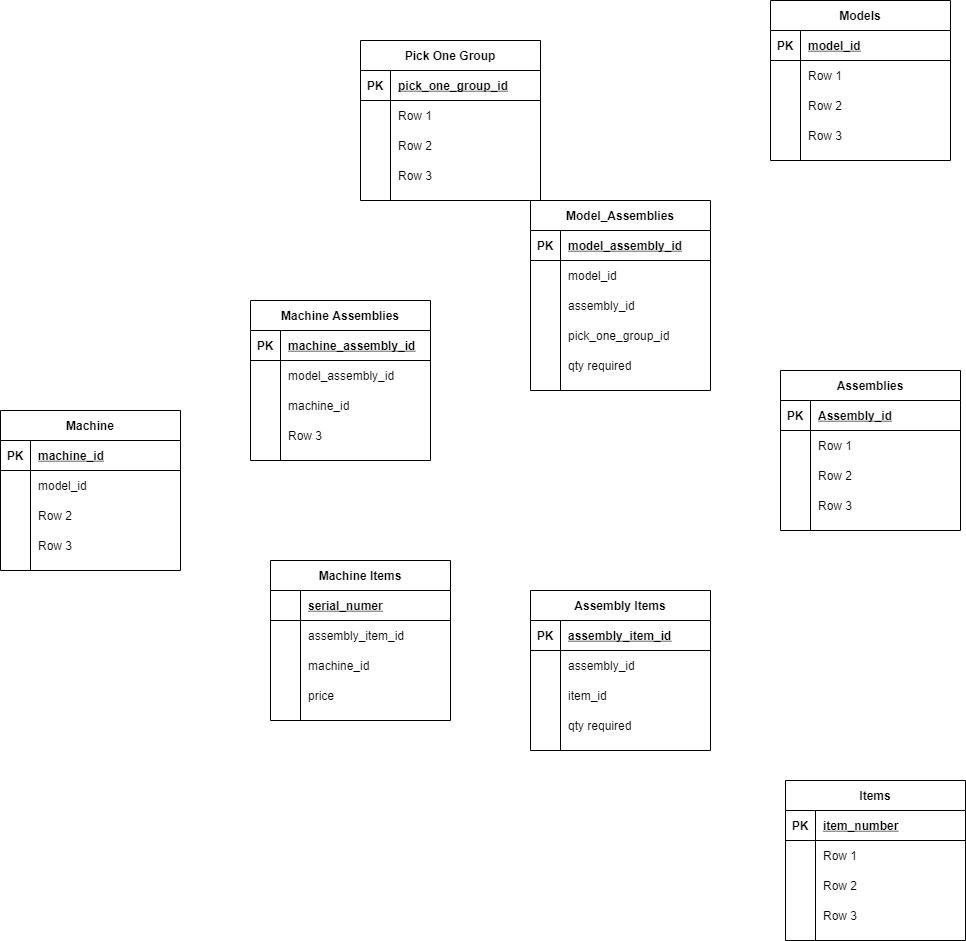 Models
PK model_id
Row 1
Row 2
Row 3
Pick One Group
PK pick_one_group_id
Row 1
Row 2
Row 3
Model_Assemblies
PK model_assembly_id
model_id
assembly_id
pick_one_group_id
qty required
Machine Assemblies
PK machine_assembly_id
model_assembly_id
machine_id
Row 3
Assemblies
PK Assembly_id
Row 1
Row 2
Row 3
Machine
PK machine_id
model_id
Row 2
Row 3
Machine Items
serial_numer
assembly_item_id
machine_id
price
Assembly Items
PK assembly_item_id
assembly_id
item_id
qty required
Items
PK item_number
Row 1
Row 2
Row 3